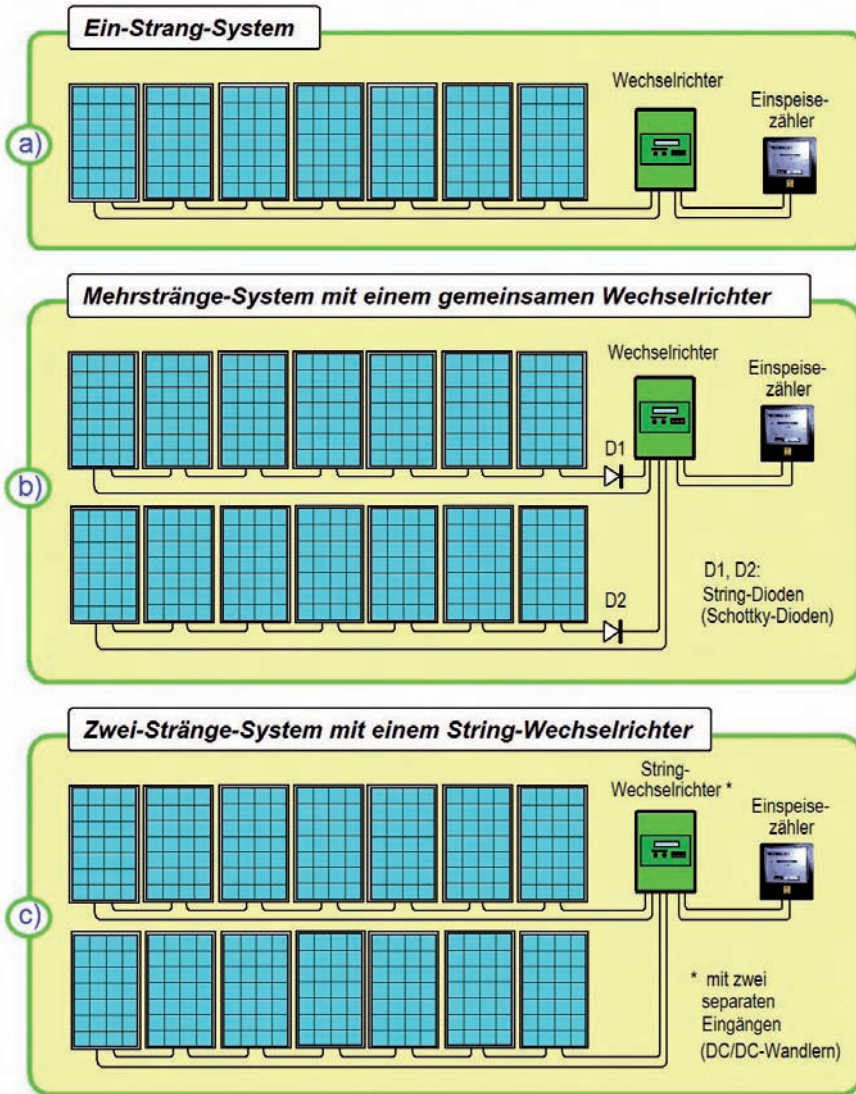 Ein-Strang-System
a)
Wechselrichter
Einspeise-
zähler
Mehrstränge-System mit einem gemeinsamen Wechselrichter
b)
Wechselrichter
Einspeise-
zähler
D1
D2
D1, D2:
String-Dioden
(Schottky-Dioden)
Zwei-Stränge-System mit einem String-Wechselrichter
c)
String-
Wechselrichter *
Einspeise-
zähler
* mit zwei
separaten
Eingängen
(DC/DC-Wandlern)